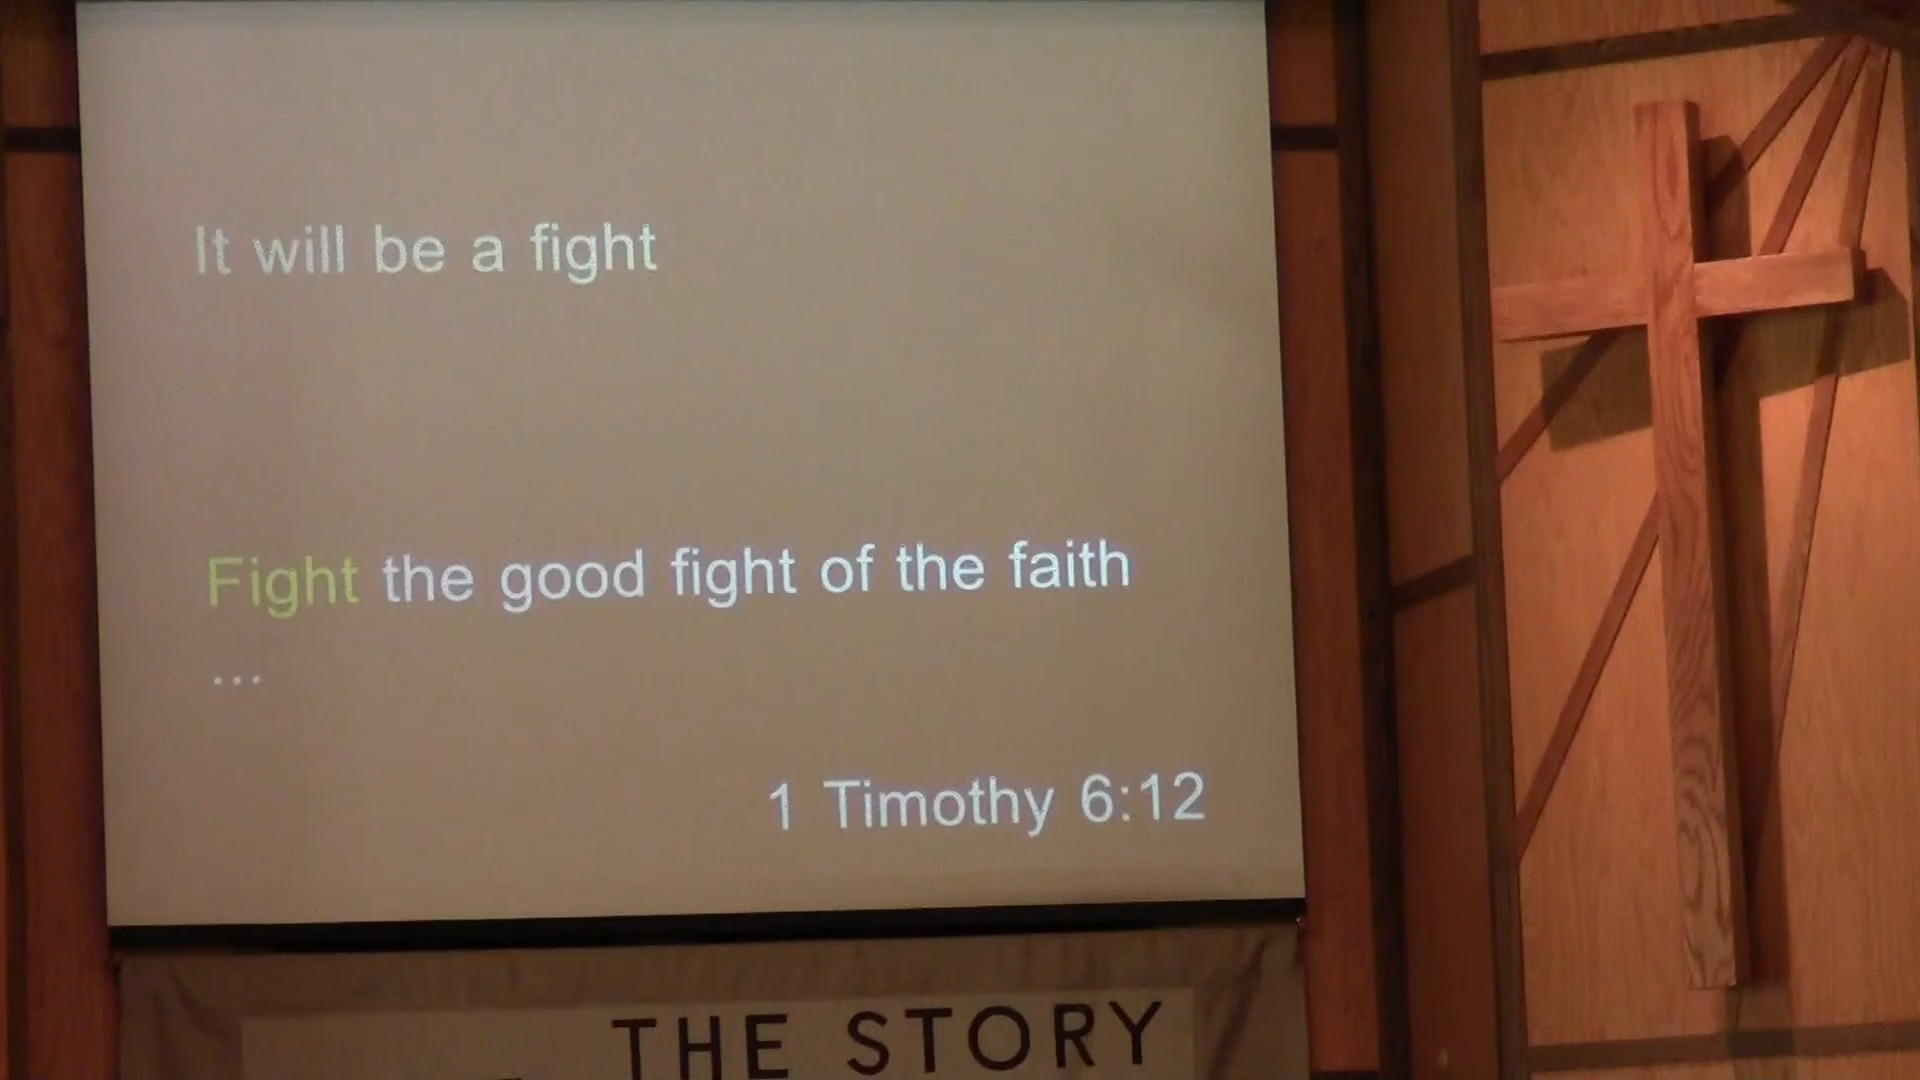 It will be a fight
Fight the good fight of the faith
...
1 Timothy 6:12
THE STORY